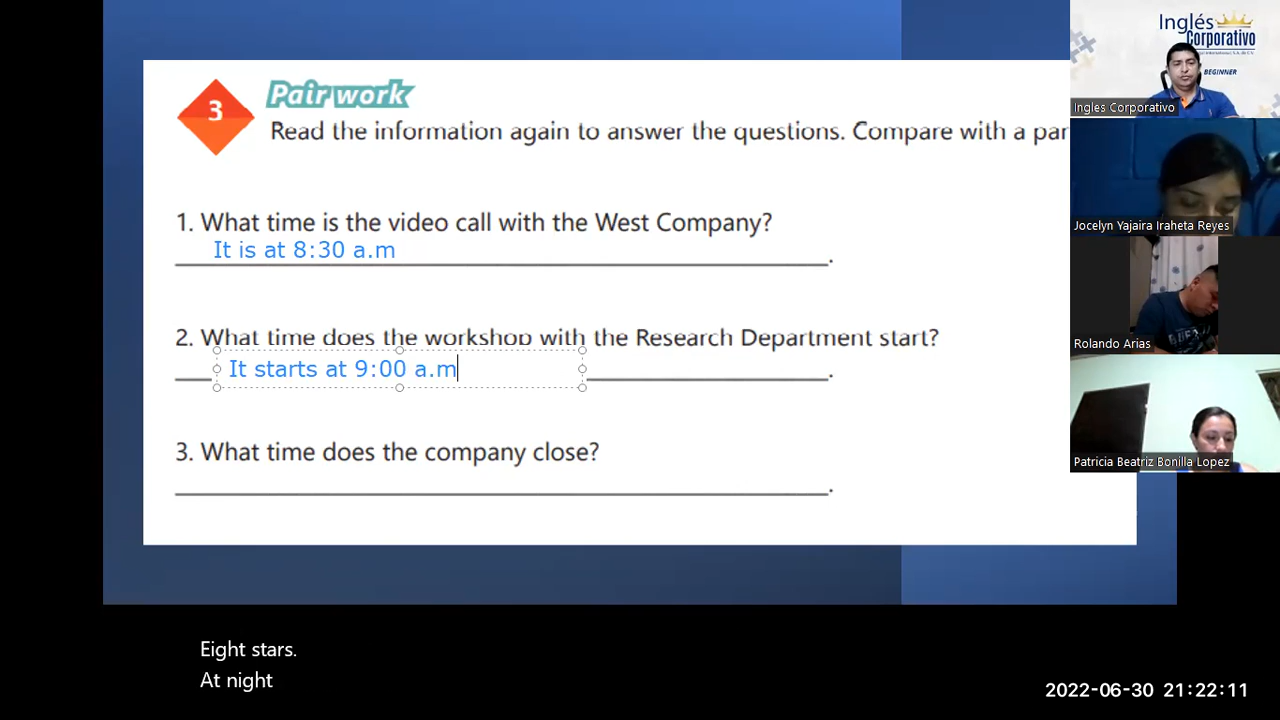 3
Pair work
Read the information again to answer the questions. Compare with a par
1. What time is the video call with the West Company?
It is at 8:30 a.m
2. What time does the workshop with the Research Department start?
It starts at 9:00 a.m
3. What time does the company close?
Inglés
Corporativo
BEGINNER
Ingles Corporativo
Jocelyn Yajaira Iraheta Reyes
Rolando Arias
Patricia Beatriz Bonilla Lopez
Eight stars.
At night
2022-06-30 21:22:11